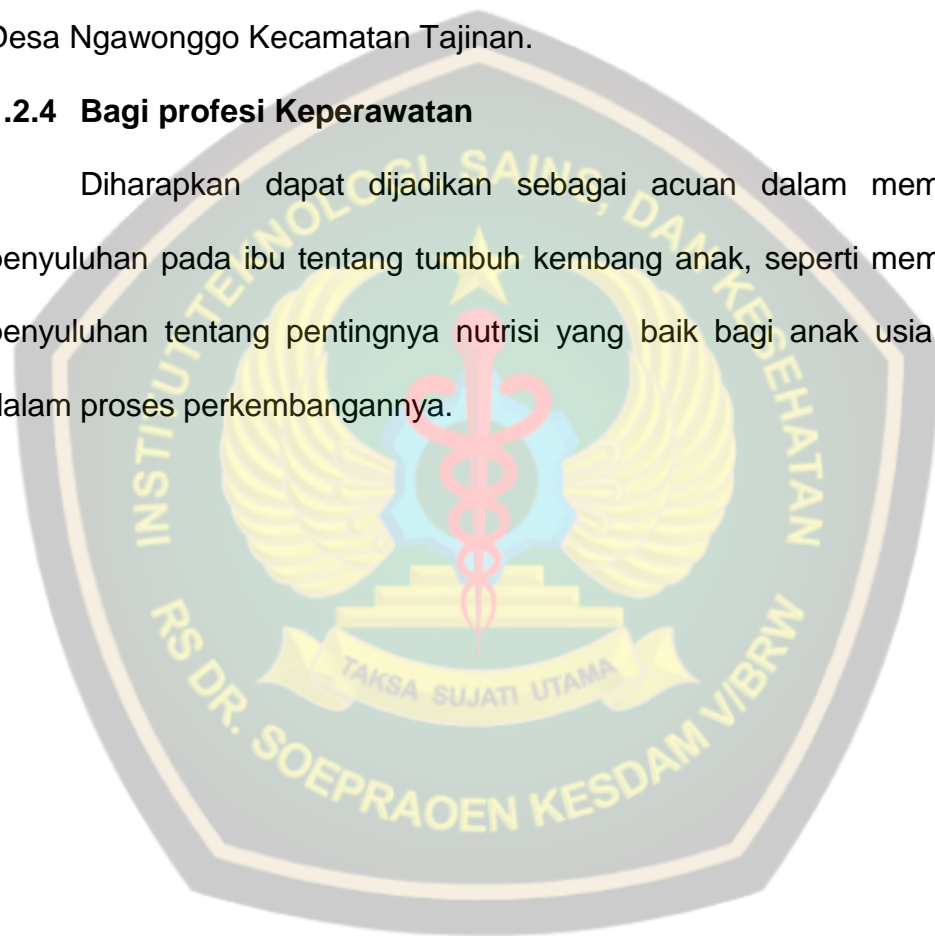 Desa Ngawonggo Kecamatan Tajinan.
.2.4 Bagi profesi Keperawatan
Diharapkan dapat dijadikan sebagai acuan dalam mem
penyuluhan pada ibu tentang tumbuh kembang anak, seperti mem
penyuluhan tentang pentingnya nutrisi yang baik bagi anak usia
dalam proses perkembangannya.
INSTITUT TEKNOLOGI, SAINS, DAN KESEHATAN
TAKSA SUJATI UTAMA
RS DR. SOEPRAOEN KESDAM V/BRW